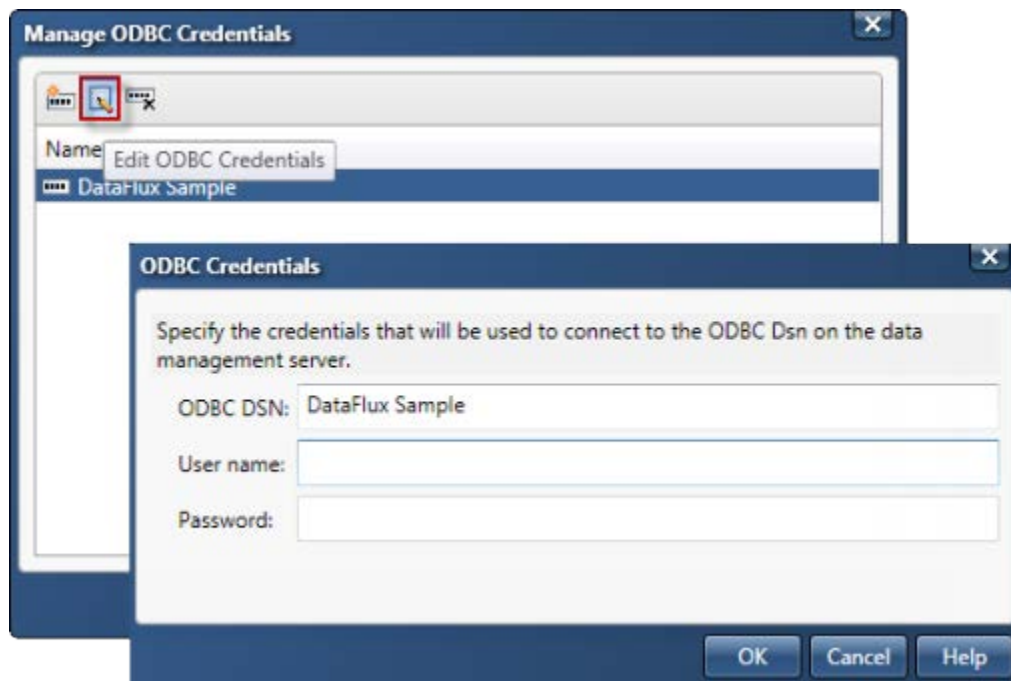 Manage ODBC Credentials
Name
Edit ODBC Credentials
DataFlux Sample
ODBC Credentials
Specify the credentials that will be used to connect to the ODBC Dsn on the data
management server.
ODBC DSN: DataFlux Sample
User name:
Password:
OK Cancel Help